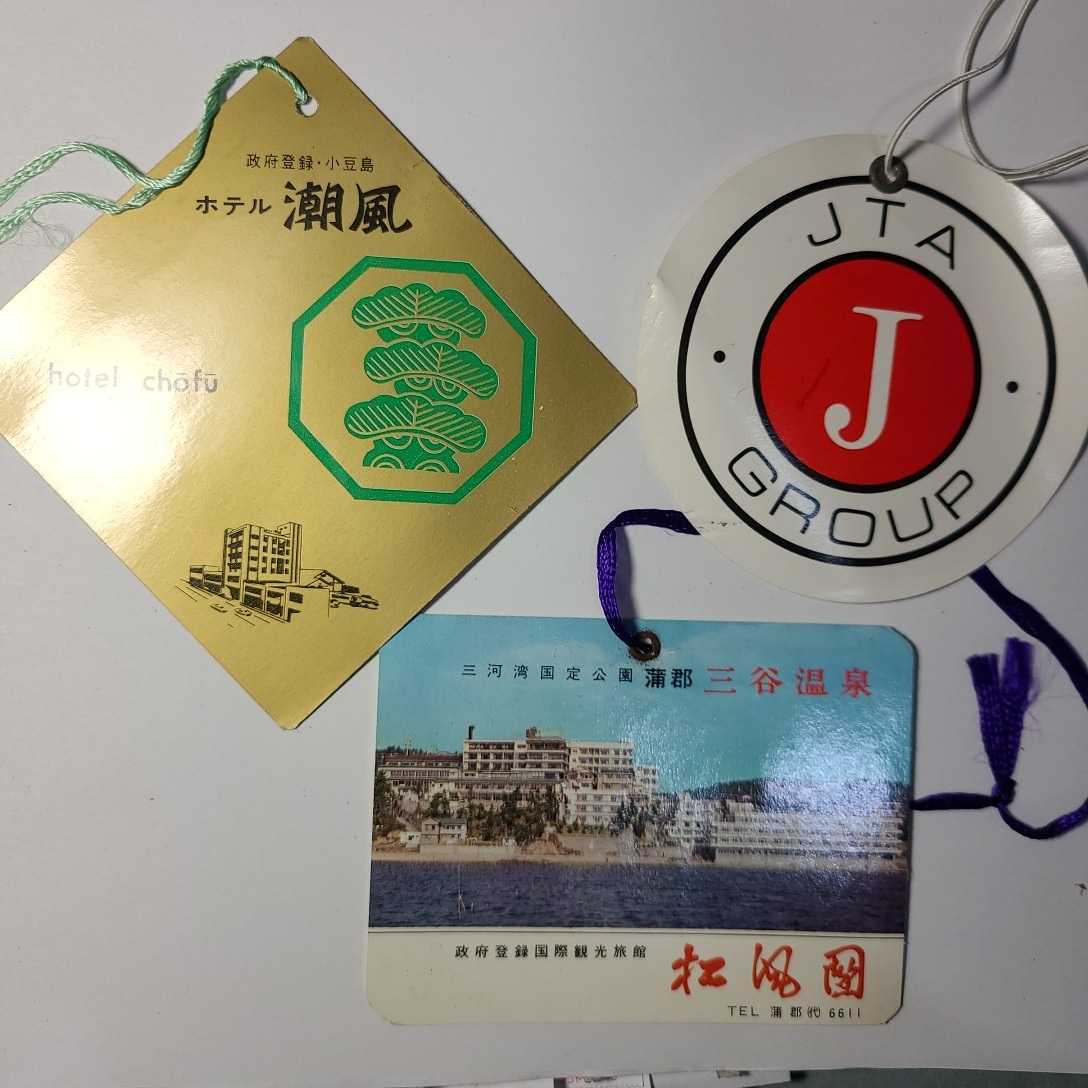 政府登録・小豆島
ホテル 潮風
hotel chōfū
JTA
J
GROUP
三河湾国定公園 蒲郡 三谷温泉
政府登録国際観光旅館 松風園
TEL 蒲郡(代)6611